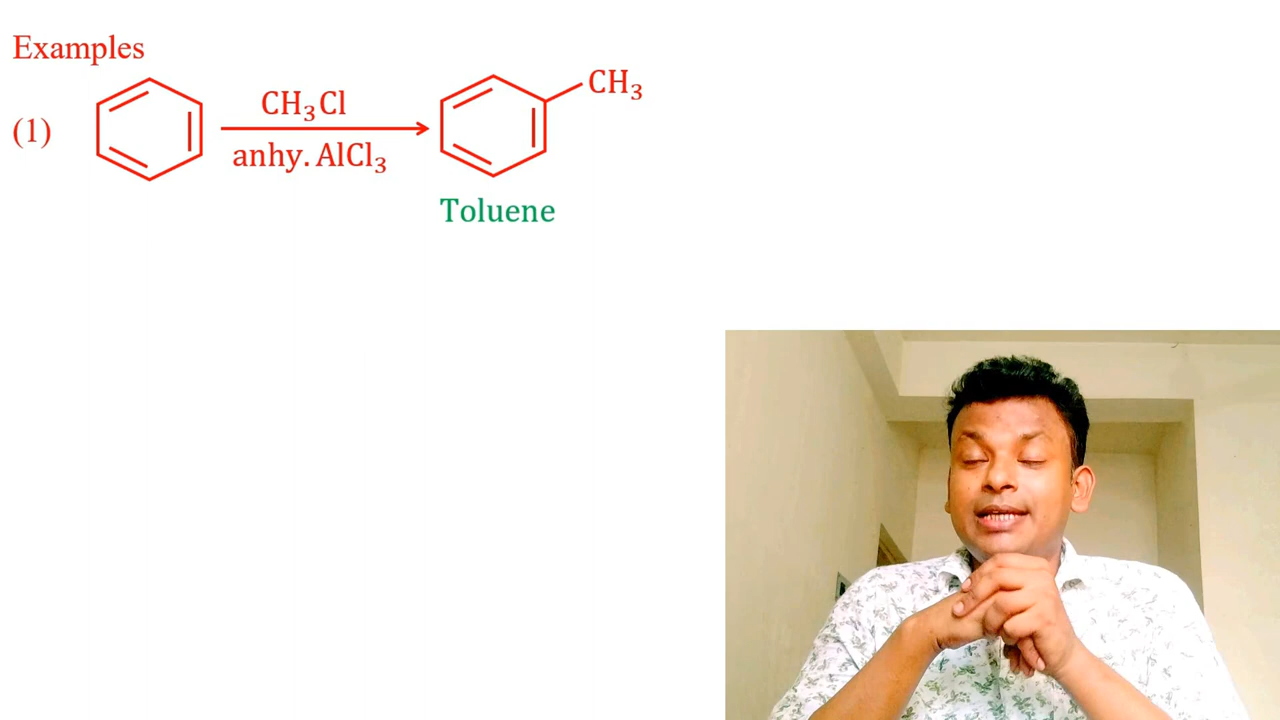 Examples
(1)
CH₃Cl
anhy. AlCl₃
CH₃
Toluene